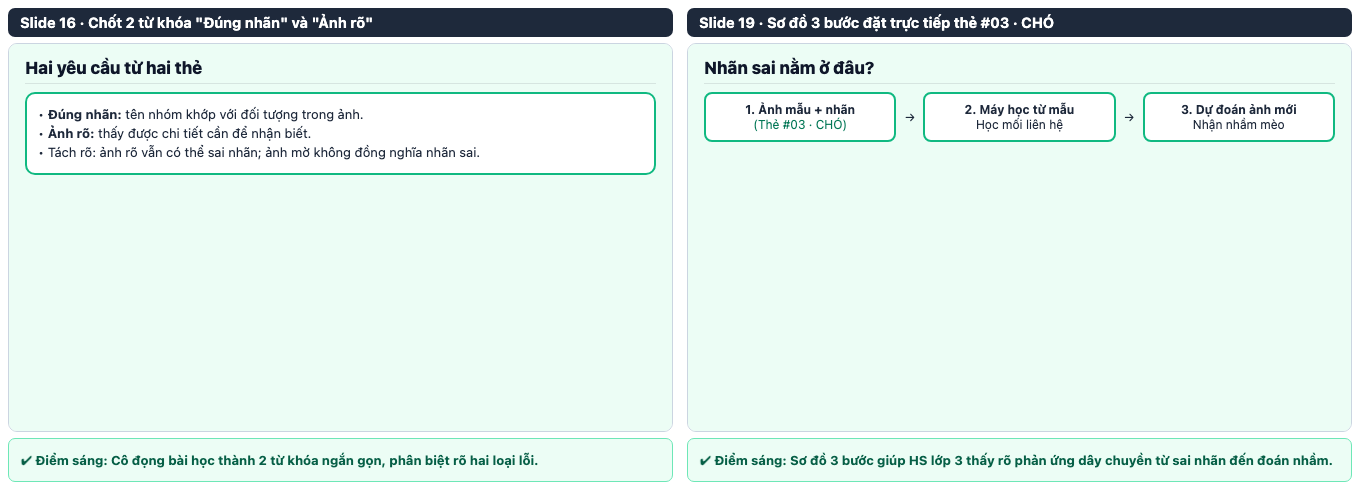 Slide 16 · Chốt 2 từ khóa "Đúng nhãn" và "Ảnh rõ"
Hai yêu cầu từ hai thẻ
• Đúng nhãn: tên nhóm khớp với đối tượng trong ảnh.
• Ảnh rõ: thấy được chi tiết cần để nhận biết.
• Tách rõ: ảnh rõ vẫn có thể sai nhãn; ảnh mờ không đồng nghĩa nhãn sai.
✔ Điểm sáng: Cô đọng bài học thành 2 từ khóa ngắn gọn, phân biệt rõ hai loại lỗi.
Slide 19 · Sơ đồ 3 bước đặt trực tiếp thẻ #03 · CHÓ
Nhãn sai nằm ở đâu?
1. Ảnh mẫu + nhãn
(Thẻ #03 · CHÓ)
→
2. Máy học từ mẫu
Học mối liên hệ
→
3. Dự đoán ảnh mới
Nhận nhầm mèo
✔ Điểm sáng: Sơ đồ 3 bước giúp HS lớp 3 thấy rõ phản ứng dây chuyền từ sai nhãn đến đoán nhầm.